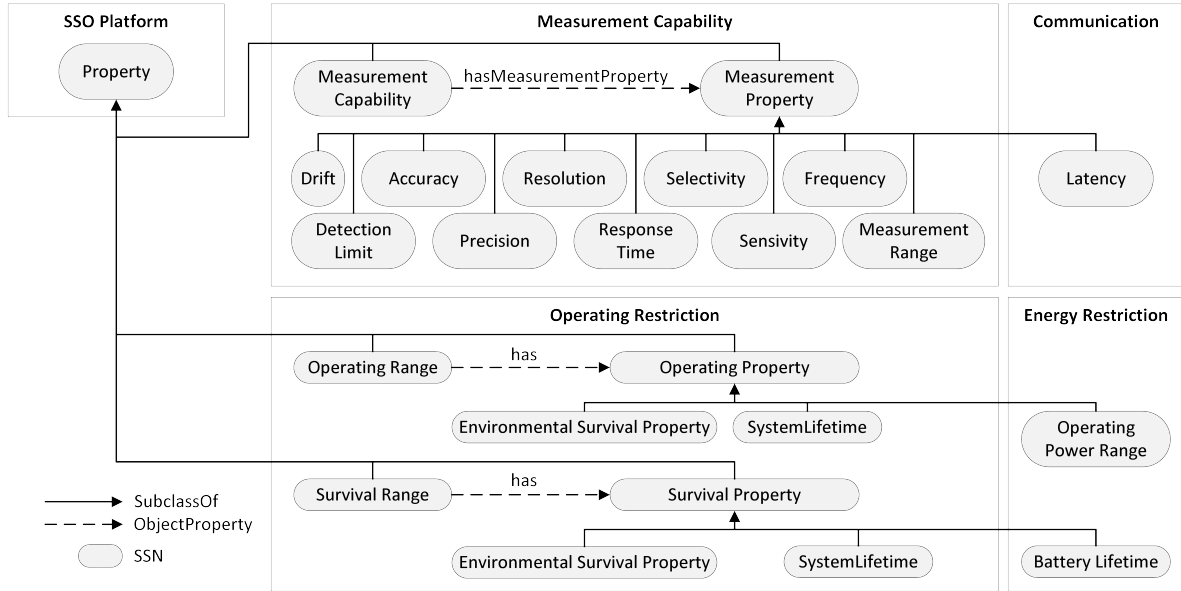 SSO Platform
Measurement Capability
Communication
Property
Measurement
Capability
hasMeasurementProperty
Measurement
Property
Drift
Accuracy
Resolution
Selectivity
Frequency
Latency
Detection
Limit
Precision
Response
Time
Sensivity
Measurement
Range
Operating Restriction
Energy Restriction
Operating Range
has
Operating Property
Environmental Survival Property
SystemLifetime
Operating
Power Range
Survival Range
has
Survival Property
Environmental Survival Property
SystemLifetime
Battery Lifetime
SubclassOf
ObjectProperty
SSN